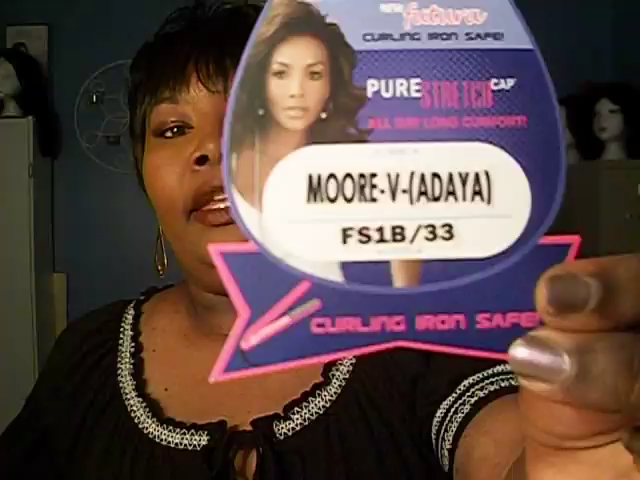 NEW futura
CURLING IRON SAFE!
PURE STRETCH CAP
ALL DAY LONG COMFORT!
MOORE-V-(ADAYA)
FS1B/33
CURLING IRON SAFE